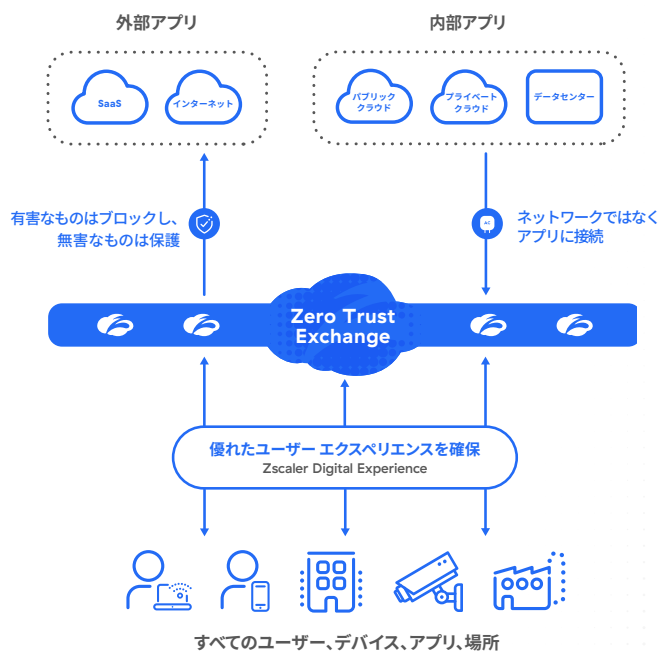 外部アプリ
内部アプリ
SaaS
インターネット
パブリック
クラウド
プライベート
クラウド
データセンター
有害なものはブロックし、
無害なものは保護
AC
ネットワークではなく
アプリに接続
Zero Trust
Exchange
優れたユーザー エクスペリエンスを確保
Zscaler Digital Experience
すべてのユーザー、デバイス、アプリ、場所